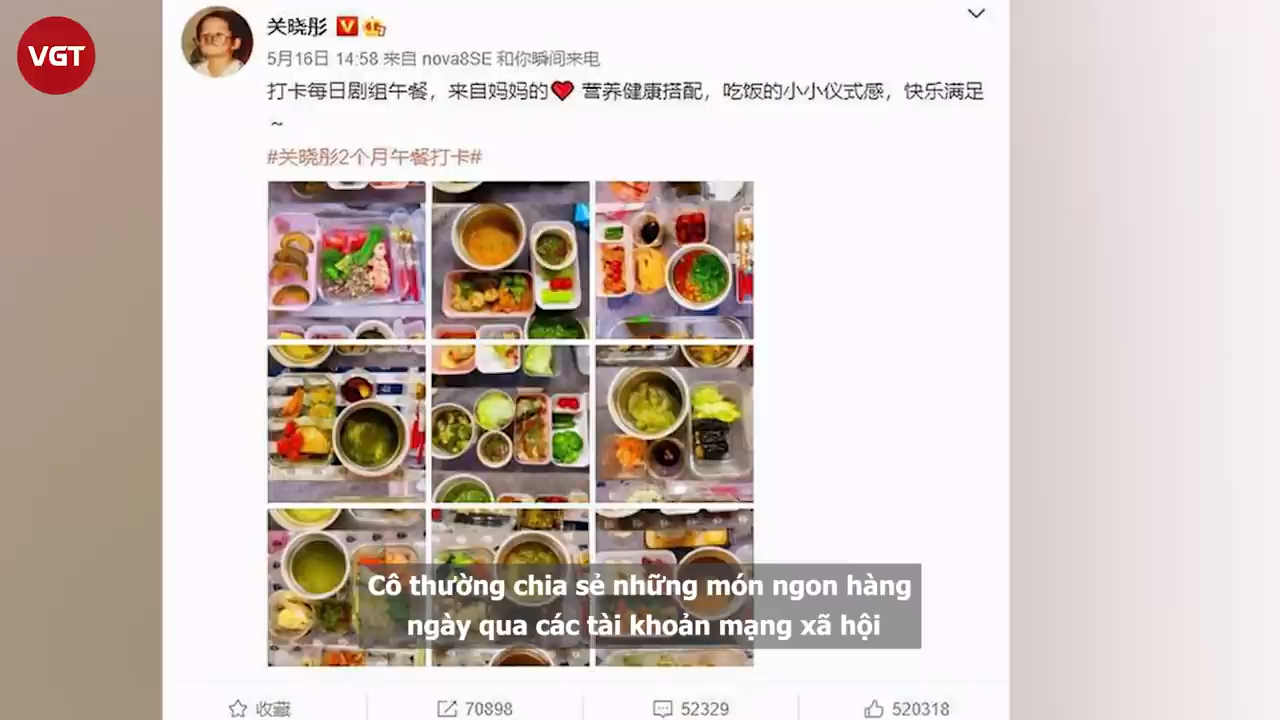 VGT
关晓彤
5月16日 14:58 来自 nova8SE 和你瞬间来电
打卡每日剧组午餐，来自妈妈的❤ 营养健康搭配，吃饭的小小仪式感，快乐满足
~
#关晓彤2个月午餐打卡#
Cô thường chia sẻ những món ngon hàng
ngày qua các tài khoản mạng xã hội
收藏 70898 52329 520318